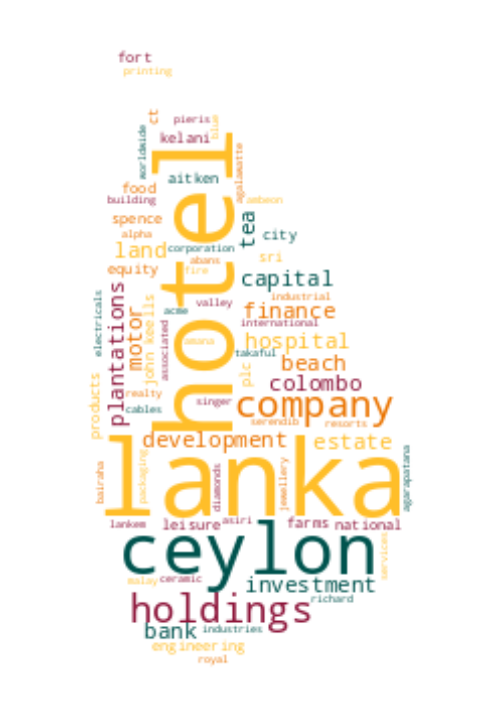 fort
printing
ct
pieris
blue
worldwide
kelani
hotel
agalawatte
aitken
food
building
ambeon
spence
tea
alpha
city
land
corporation
abans
sri
equity
fire
capital
plantations
electricals
motor
john keells
valley
industrial
acme
finance
international
associated
amana
hospital
takaful
plc
beach
products
realty
colombo
cables
singer
company
serendib
resorts
development
estate
lanka
bairaha
packaging
diamonds
jewellery
agarapatana
lankem
leisure
asiri
farms
national
ceylon
services
malay
ceramic
investment
holdings
richard
bank
industries
engineering
royal